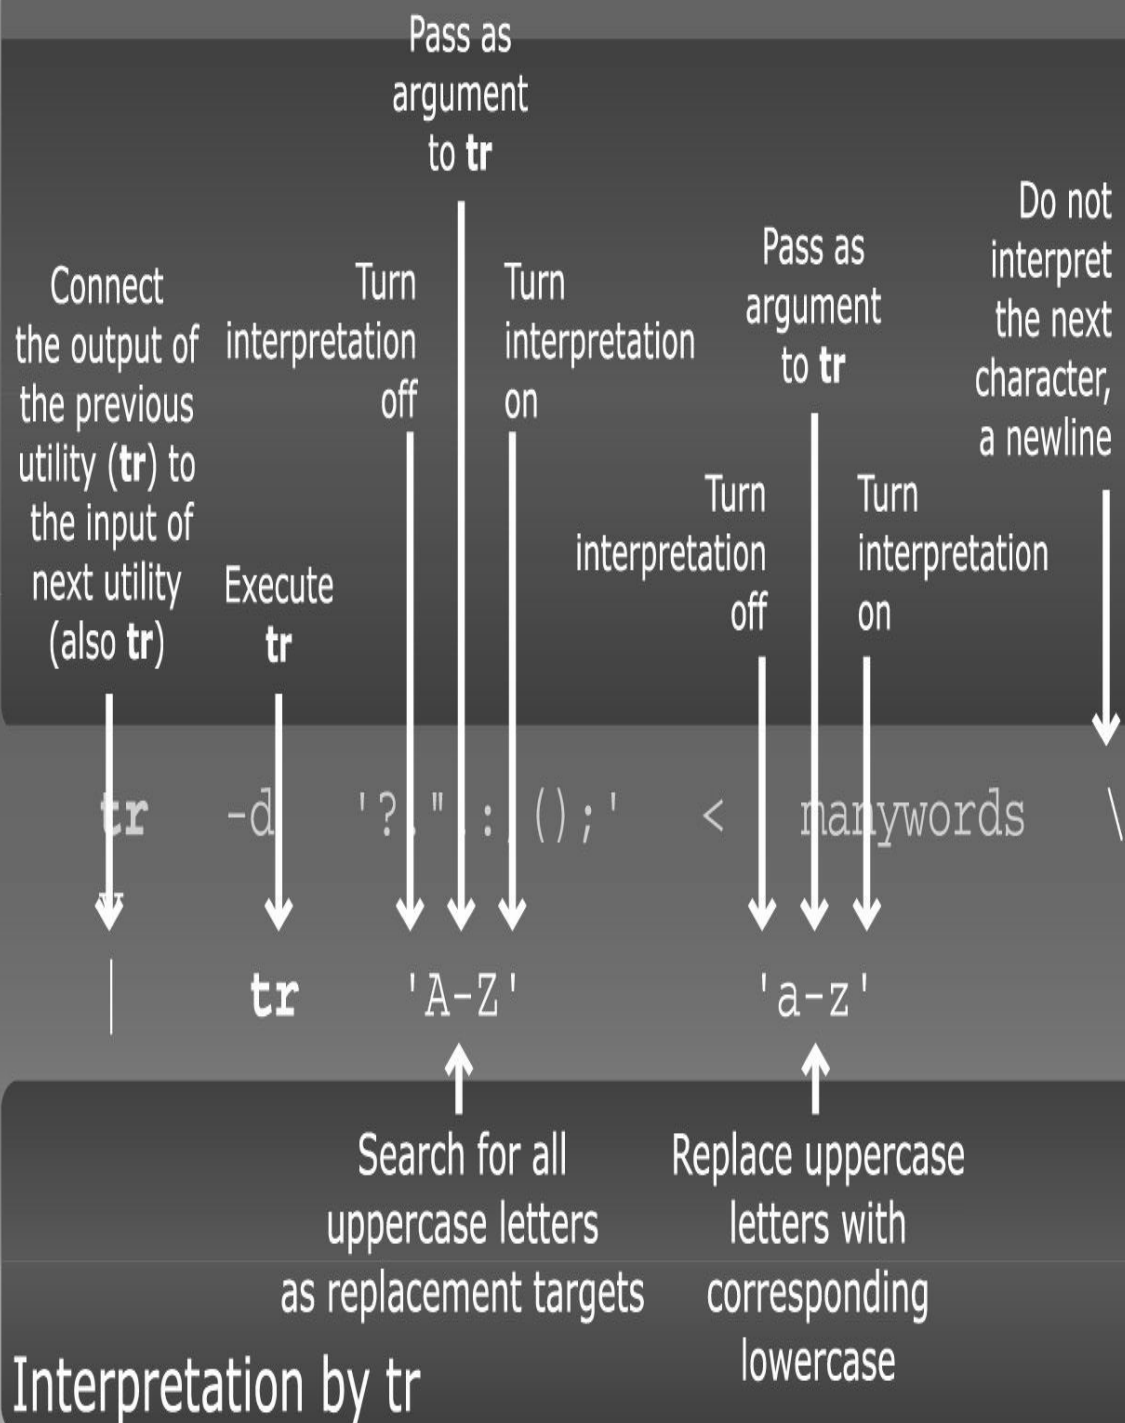 Pass as
argument
to tr
Do not
interpret
the next
character,
a newline
Pass as
argument
to tr
Connect
the output of
the previous
utility (tr) to
the input of
next utility
(also tr)
Turn
interpretation
off
Turn
interpretation
on
Turn
interpretation
off
Turn
interpretation
on
Execute
tr
tr -d '? " : ();' < manywords \
| tr 'A-Z' 'a-z'
Search for all
uppercase letters
as replacement targets
Replace uppercase
letters with
corresponding
lowercase
Interpretation by tr